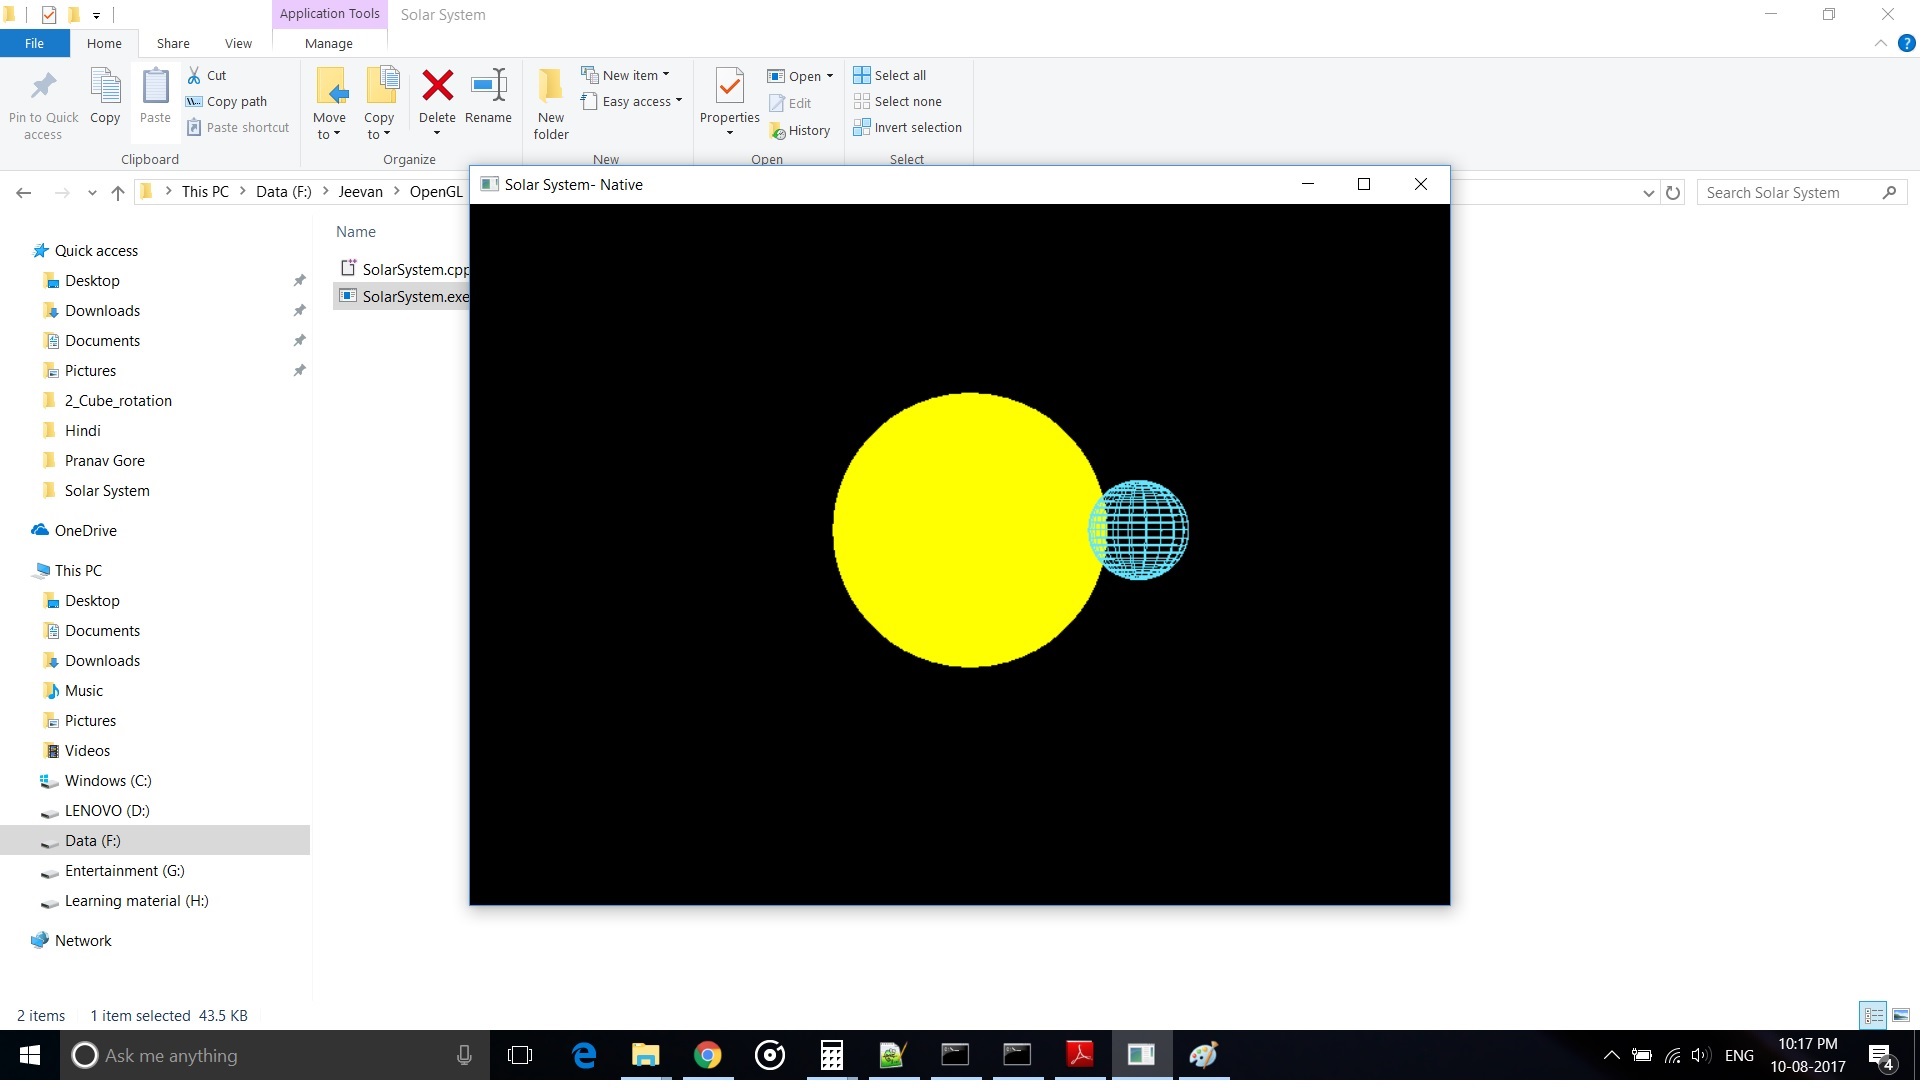 Application Tools Solar System
File Home Share View Manage
Pin to Quick access
Copy
Paste
Cut
Copy path
Paste shortcut
Clipboard
Move to
Copy to
Delete
Rename
Organize
New folder
New item
Easy access
New
Properties
Open
Edit
History
Open
Select all
Select none
Invert selection
Select
This PC Data (F:) Jeevan OpenGL
Search Solar System
Solar System- Native
Name
SolarSystem.cpp
SolarSystem.exe
Quick access
Desktop
Downloads
Documents
Pictures
2_Cube_rotation
Hindi
Pranav Gore
Solar System
OneDrive
This PC
Desktop
Documents
Downloads
Music
Pictures
Videos
Windows (C:)
LENOVO (D:)
Data (F:)
Entertainment (G:)
Learning material (H:)
Network
2 items 1 item selected 43.5 KB
Ask me anything
ENG
10:17 PM
10-08-2017
4